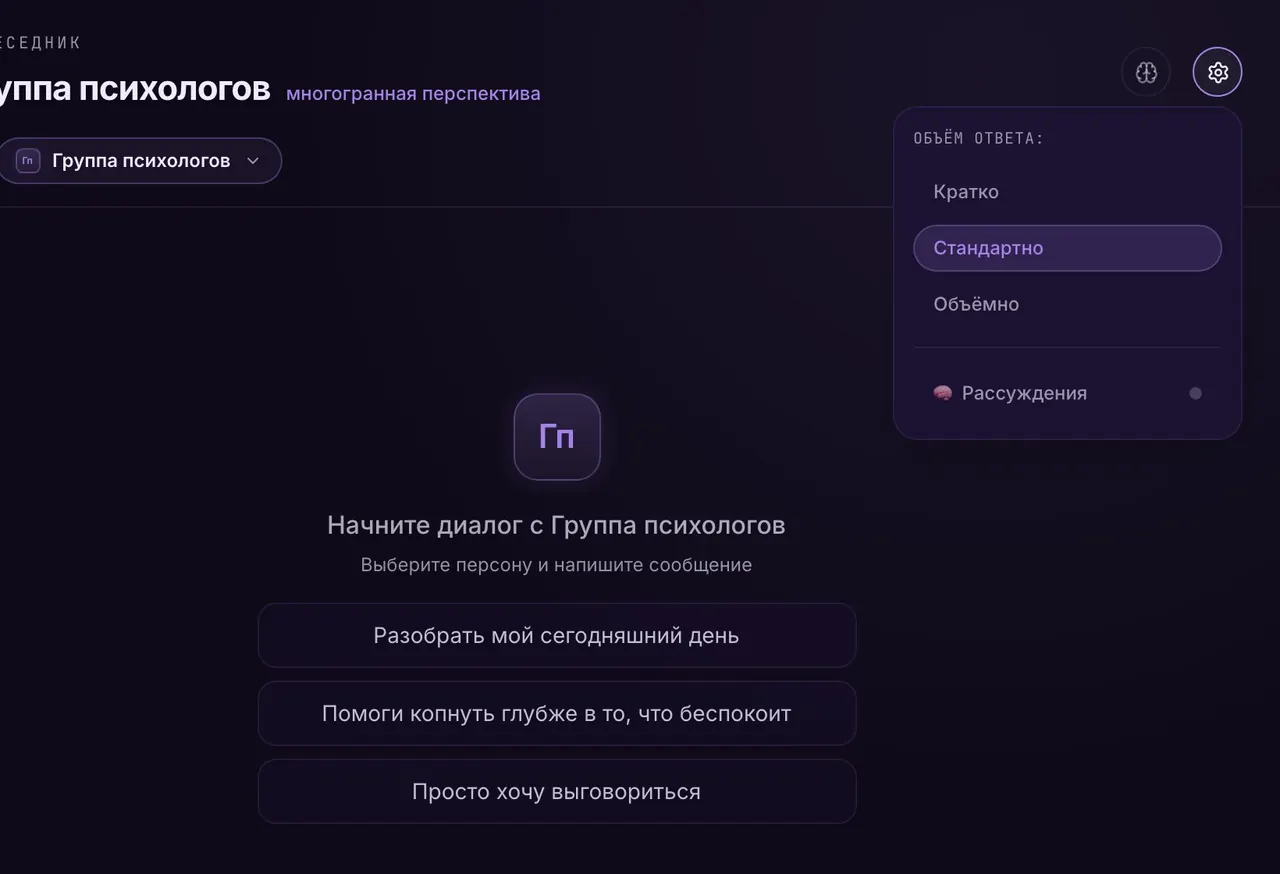 ЕСЕДНИК
уппа психологов многогранная перспектива
Гп Группа психологов
ОБЪЁМ ОТВЕТА:
Кратко
Стандартно
Объёмно
Рассуждения
Гп
Начните диалог с Группа психологов
Выберите персону и напишите сообщение
Разобрать мой сегодняшний день
Помоги копнуть глубже в то, что беспокоит
Просто хочу выговориться